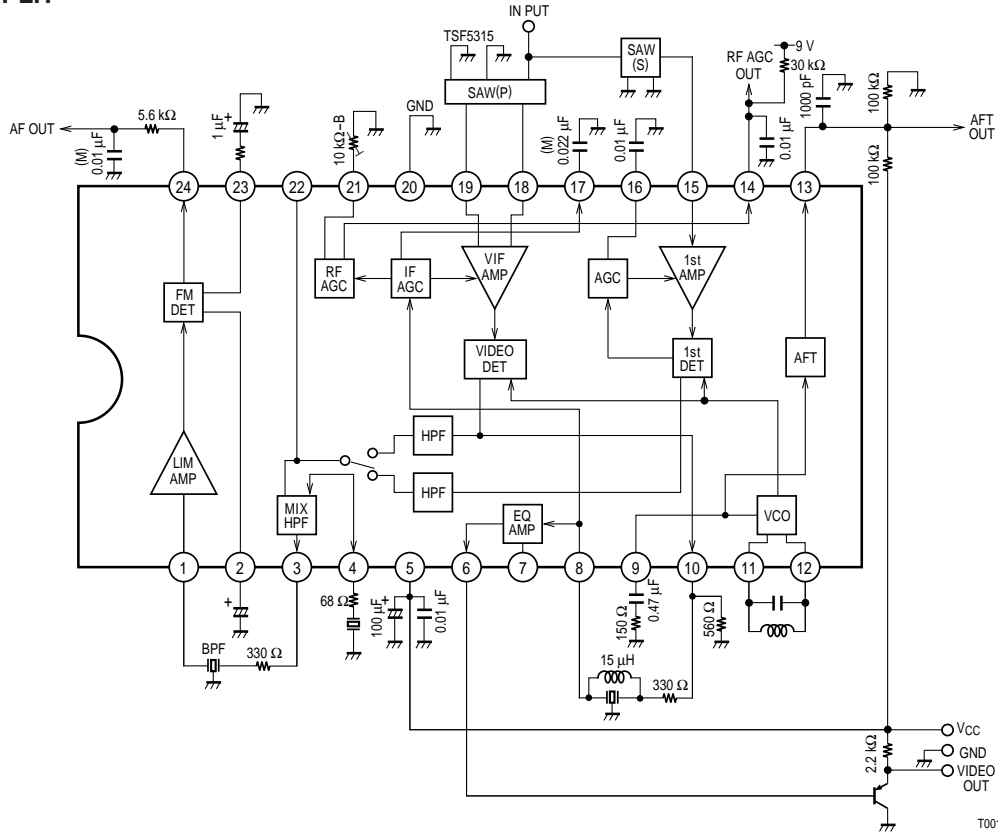 IN PUT
TSF5315
SAW(P)
SAW
(S)
RF AGC
OUT
9 V
30 kΩ
1000 pF
100 kΩ
AFT
OUT
0.01 µF
100 kΩ
AF OUT
5.6 kΩ
(M)
0.01 µF
1 µF
+
10 kΩ-B
GND
(M)
0.022 µF
0.01 µF
24
23
22
21
20
19
18
17
16
15
14
13
FM
DET
RF
AGC
IF
AGC
VIF
AMP
AGC
1st
AMP
VIDEO
DET
1st
DET
AFT
LIM
AMP
HPF
HPF
MIX
HPF
EQ
AMP
VCO
1
2
3
4
5
6
7
8
9
10
11
12
+
BPF
330 Ω
68 Ω
100 µF
+
0.01 µF
15 µH
330 Ω
150 Ω
0.47 µF
560 Ω
VCC
GND
VIDEO
OUT
2.2 kΩ